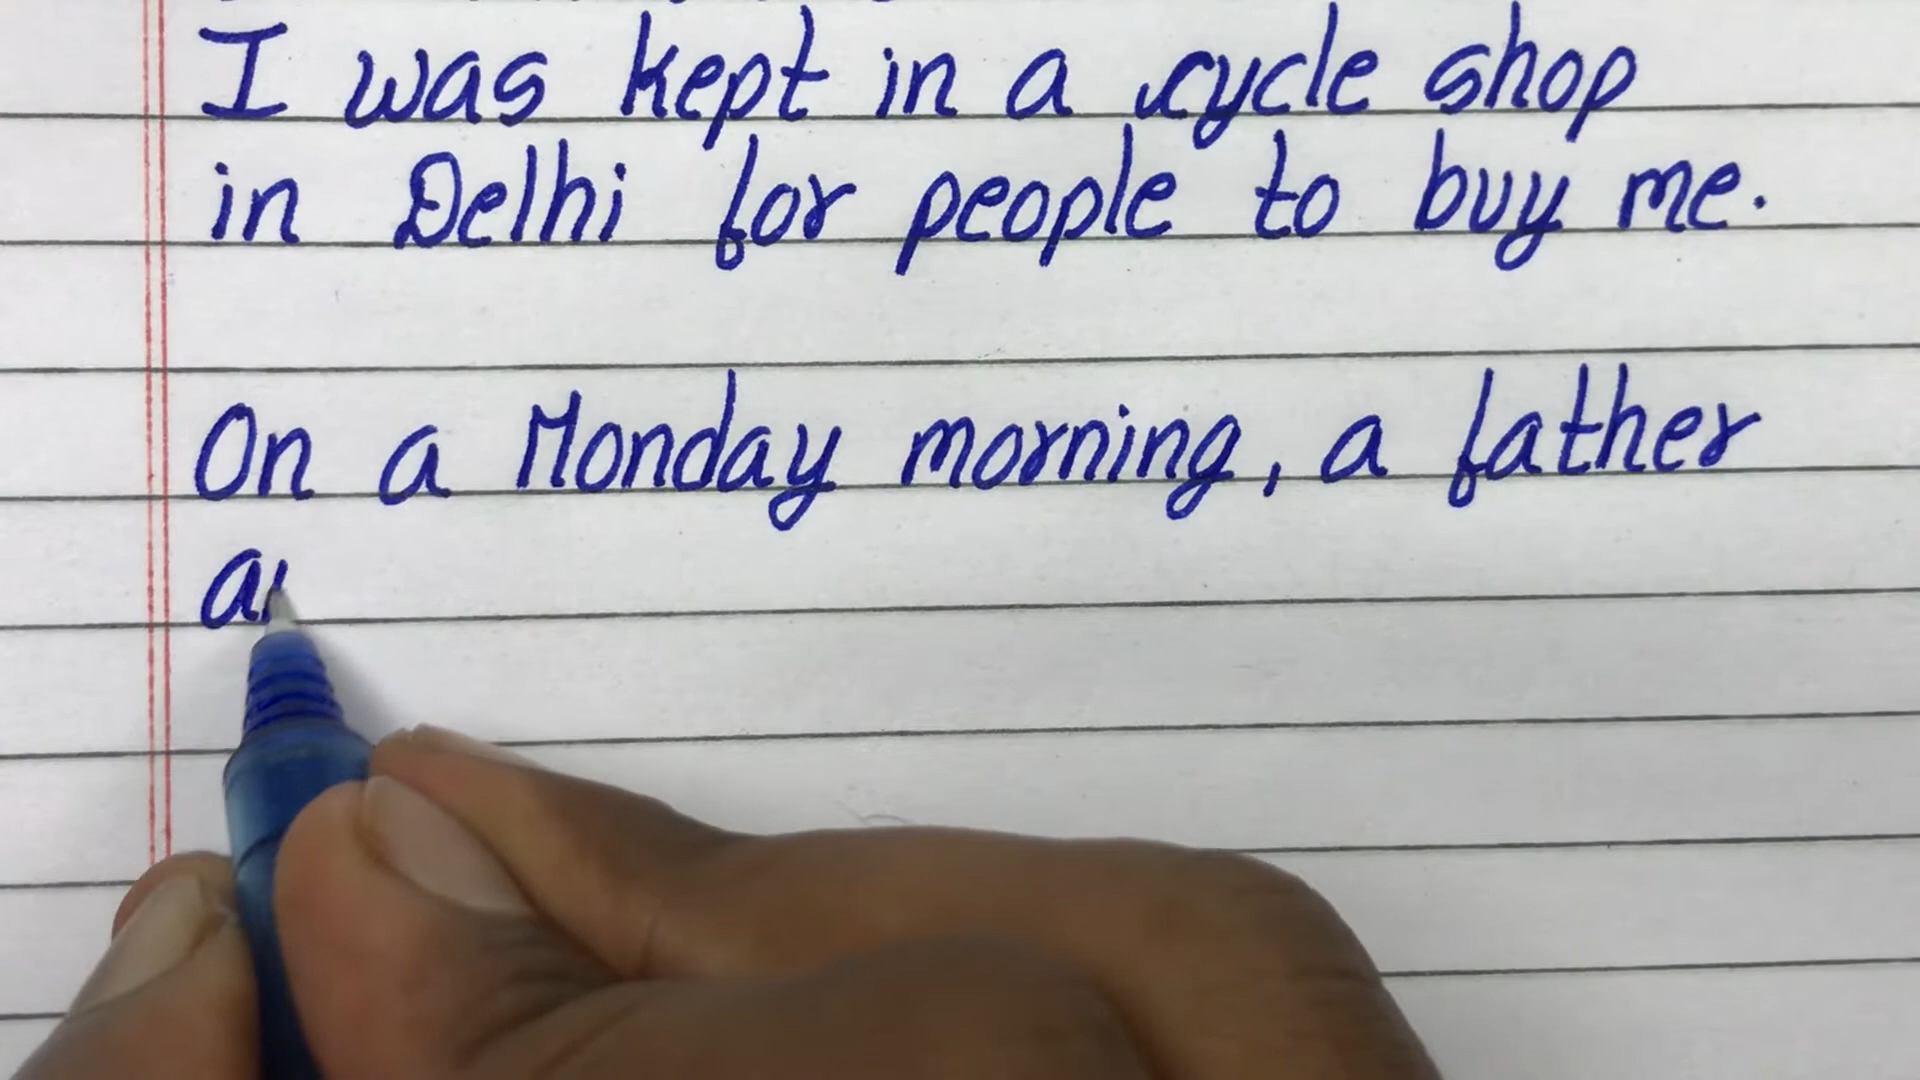 I was kept in a cycle shop
in Delhi for people to buy me.
On a Monday morning, a father